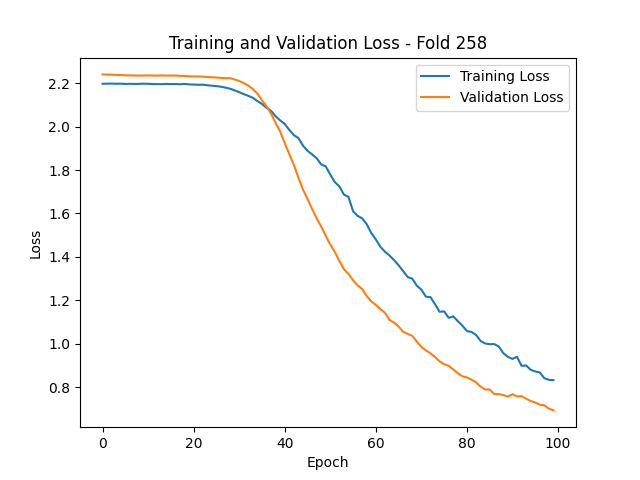 Training and Validation Loss - Fold 258
Training Loss
Validation Loss
2.2
2.0
1.8
1.6
1.4
1.2
1.0
0.8
Loss
0 20 40 60 80 100
Epoch